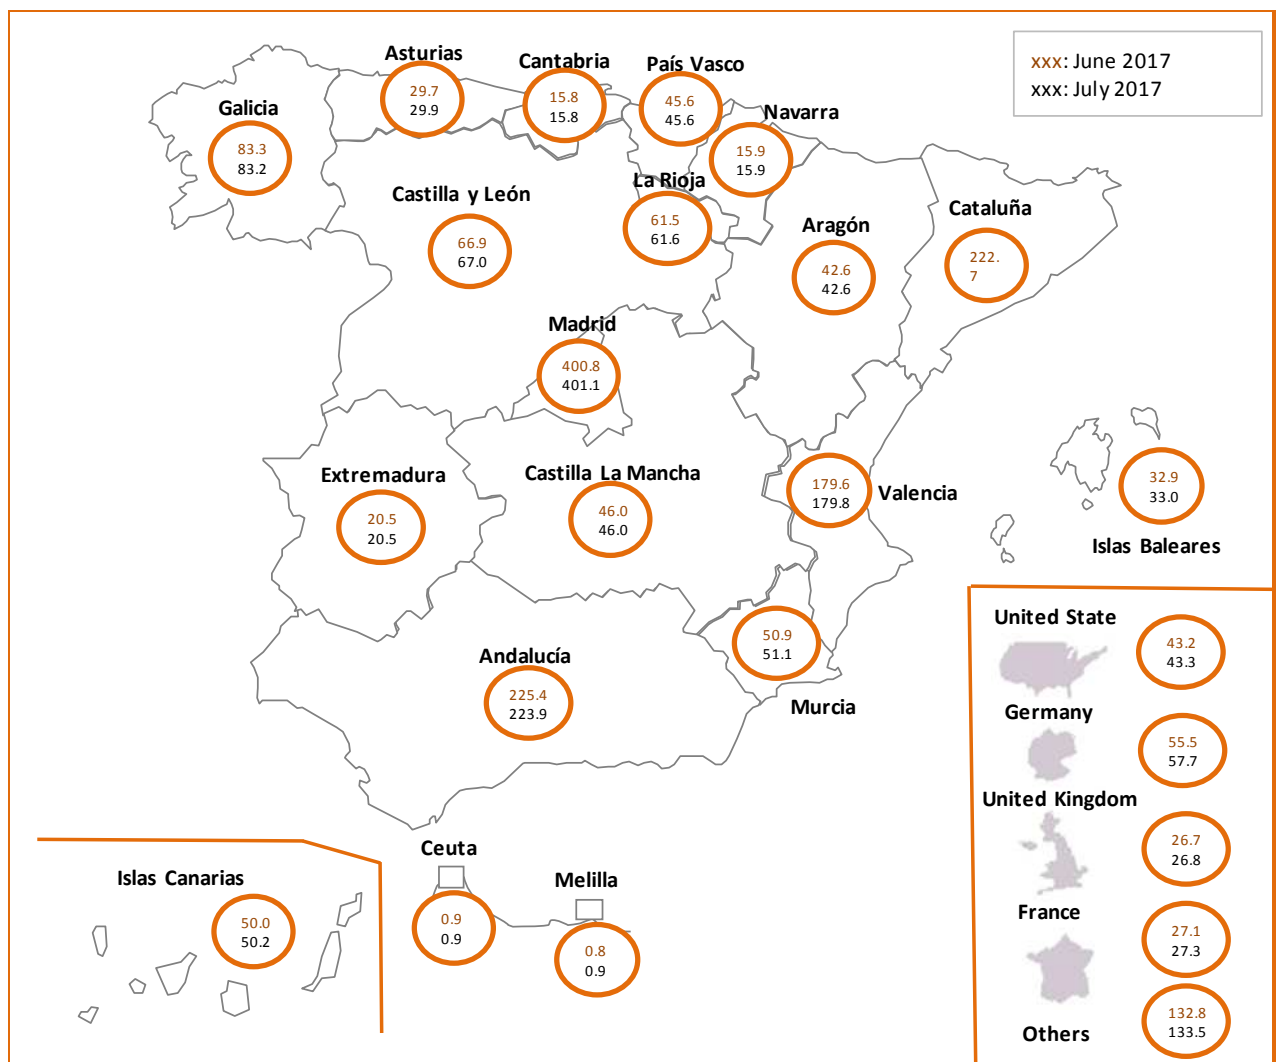 xxx: June 2017
xxx: July 2017
Asturias
29.7
29.9
Cantabria
15.8
15.8
País Vasco
45.6
45.6
Navarra
15.9
15.9
Galicia
83.3
83.2
Castilla y León
66.9
67.0
La Rioja
61.5
61.6
Aragón
42.6
42.6
Cataluña
222.
7
Madrid
400.8
401.1
Extremadura
20.5
20.5
Castilla La Mancha
46.0
46.0
179.6
179.8
Valencia
32.9
33.0
Islas Baleares
Andalucía
225.4
223.9
50.9
51.1
Murcia
United State
43.2
43.3
Germany
55.5
57.7
United Kingdom
26.7
26.8
France
27.1
27.3
Others
132.8
133.5
Islas Canarias
50.0
50.2
Ceuta
0.9
0.9
Melilla
0.8
0.9